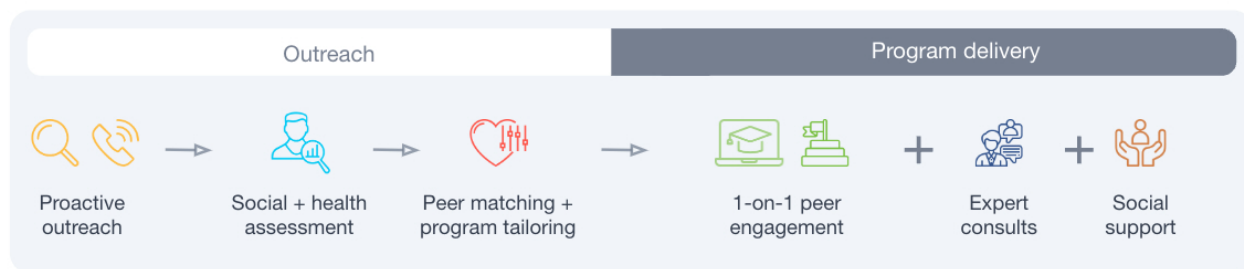 Outreach
Program delivery
Proactive
outreach
Social + health
assessment
Peer matching +
program tailoring
1-on-1 peer
engagement
+
Expert
consults
+
Social
support